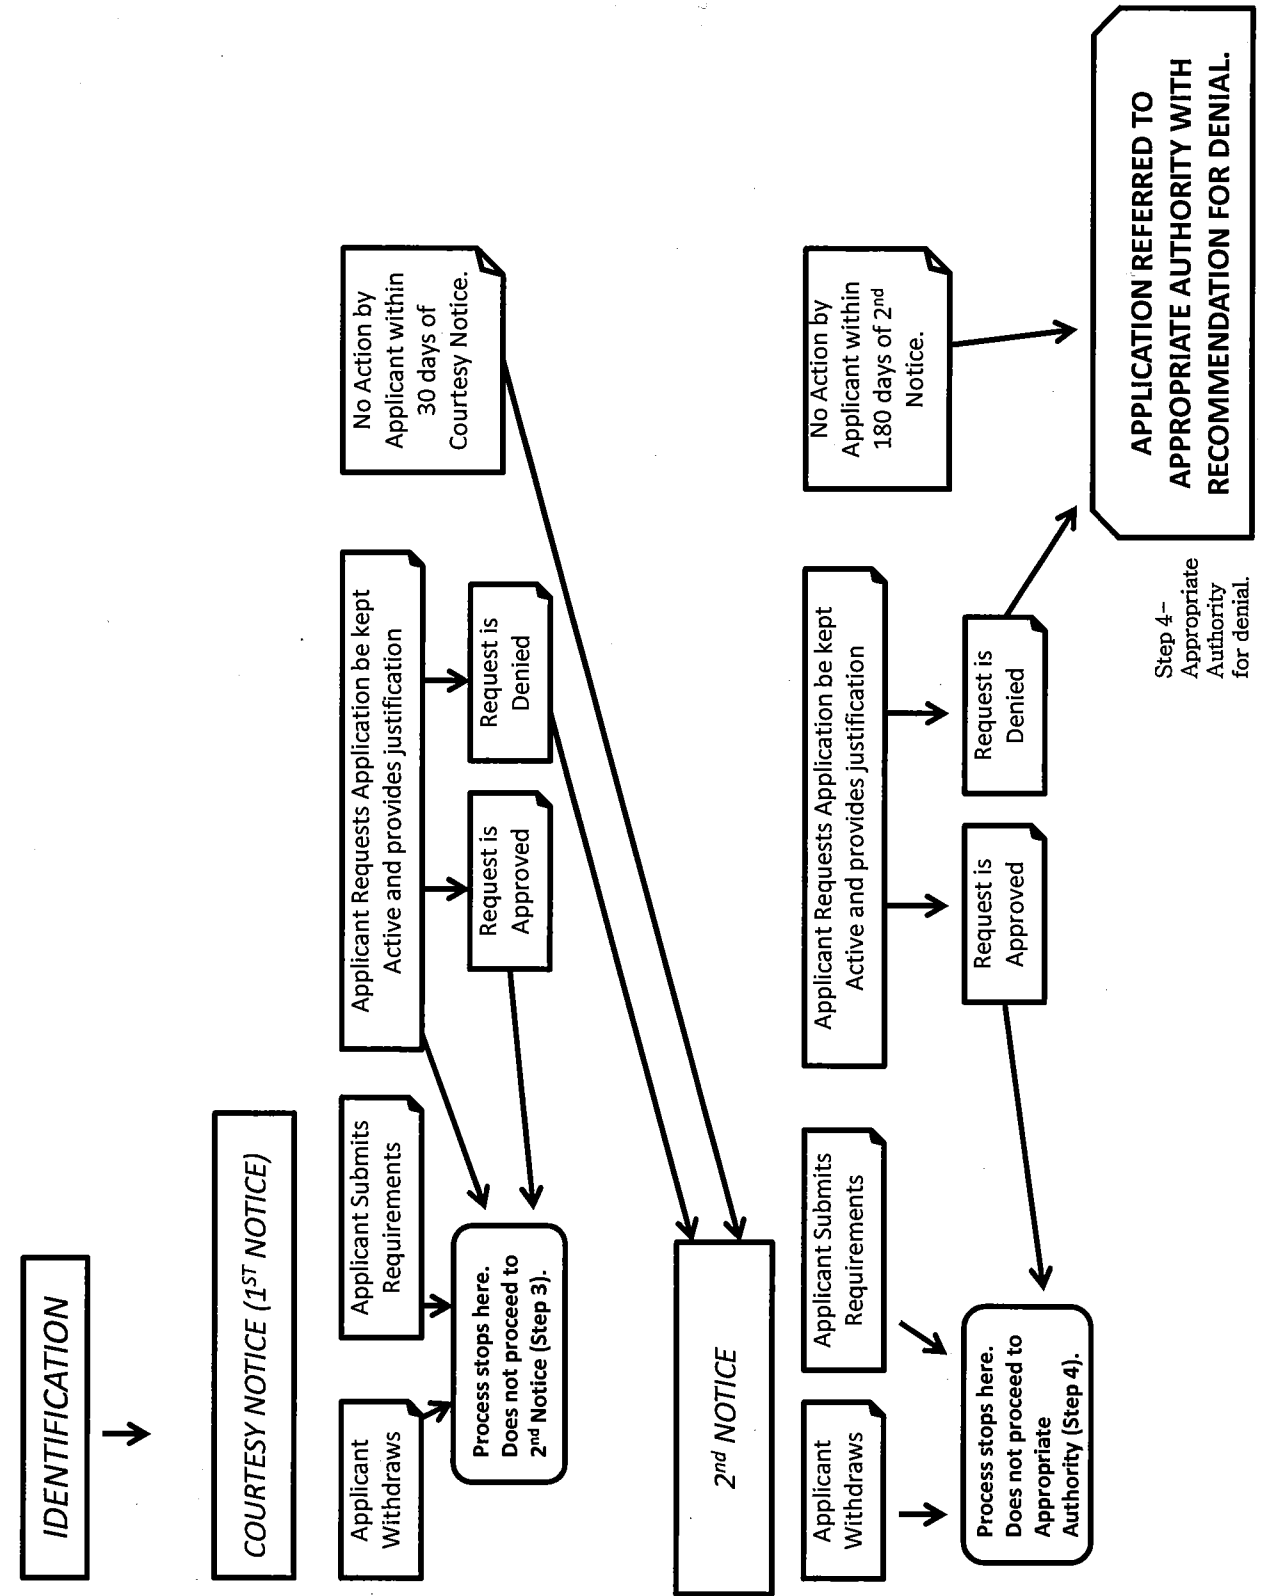 IDENTIFICATION
COURTESY NOTICE (1ST NOTICE)
Applicant
Withdraws
Applicant Submits
Requirements
Applicant Requests Application be kept
Active and provides justification
No Action by
Applicant within
30 days of
Courtesy Notice.
Request is
Approved
Request is
Denied
Process stops here.
Does not proceed to
2nd Notice (Step 3).
2nd NOTICE
Applicant
Withdraws
Applicant Submits
Requirements
Applicant Requests Application be kept
Active and provides justification
No Action by
Applicant within
180 days of 2nd
Notice.
Request is
Approved
Request is
Denied
Process stops here.
Does not proceed to
Appropriate
Authority (Step 4).
Step 4–
Appropriate
Authority
for denial.
APPLICATION REFERRED TO
APPROPRIATE AUTHORITY WITH
RECOMMENDATION FOR DENIAL.